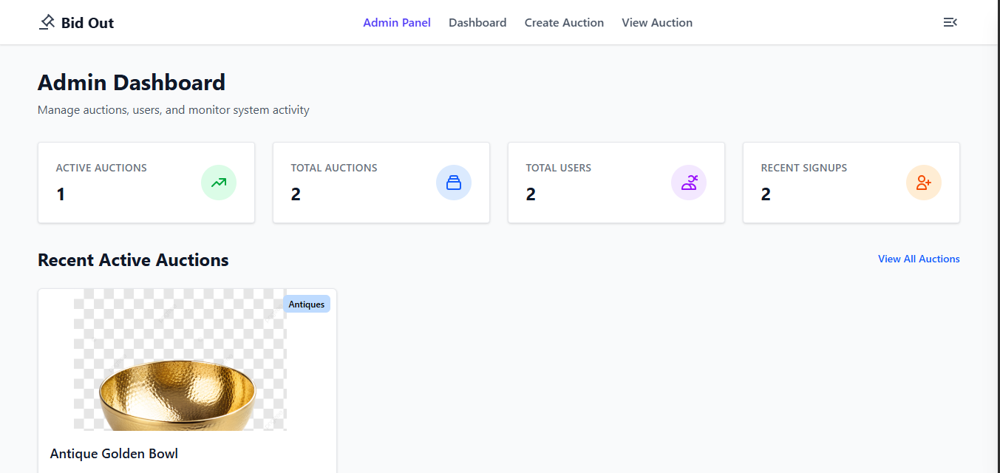 Bid Out
Admin Panel Dashboard Create Auction View Auction
Admin Dashboard
Manage auctions, users, and monitor system activity
ACTIVE AUCTIONS
1
TOTAL AUCTIONS
2
TOTAL USERS
2
RECENT SIGNUPS
2
Recent Active Auctions
View All Auctions
Antiques
Antique Golden Bowl